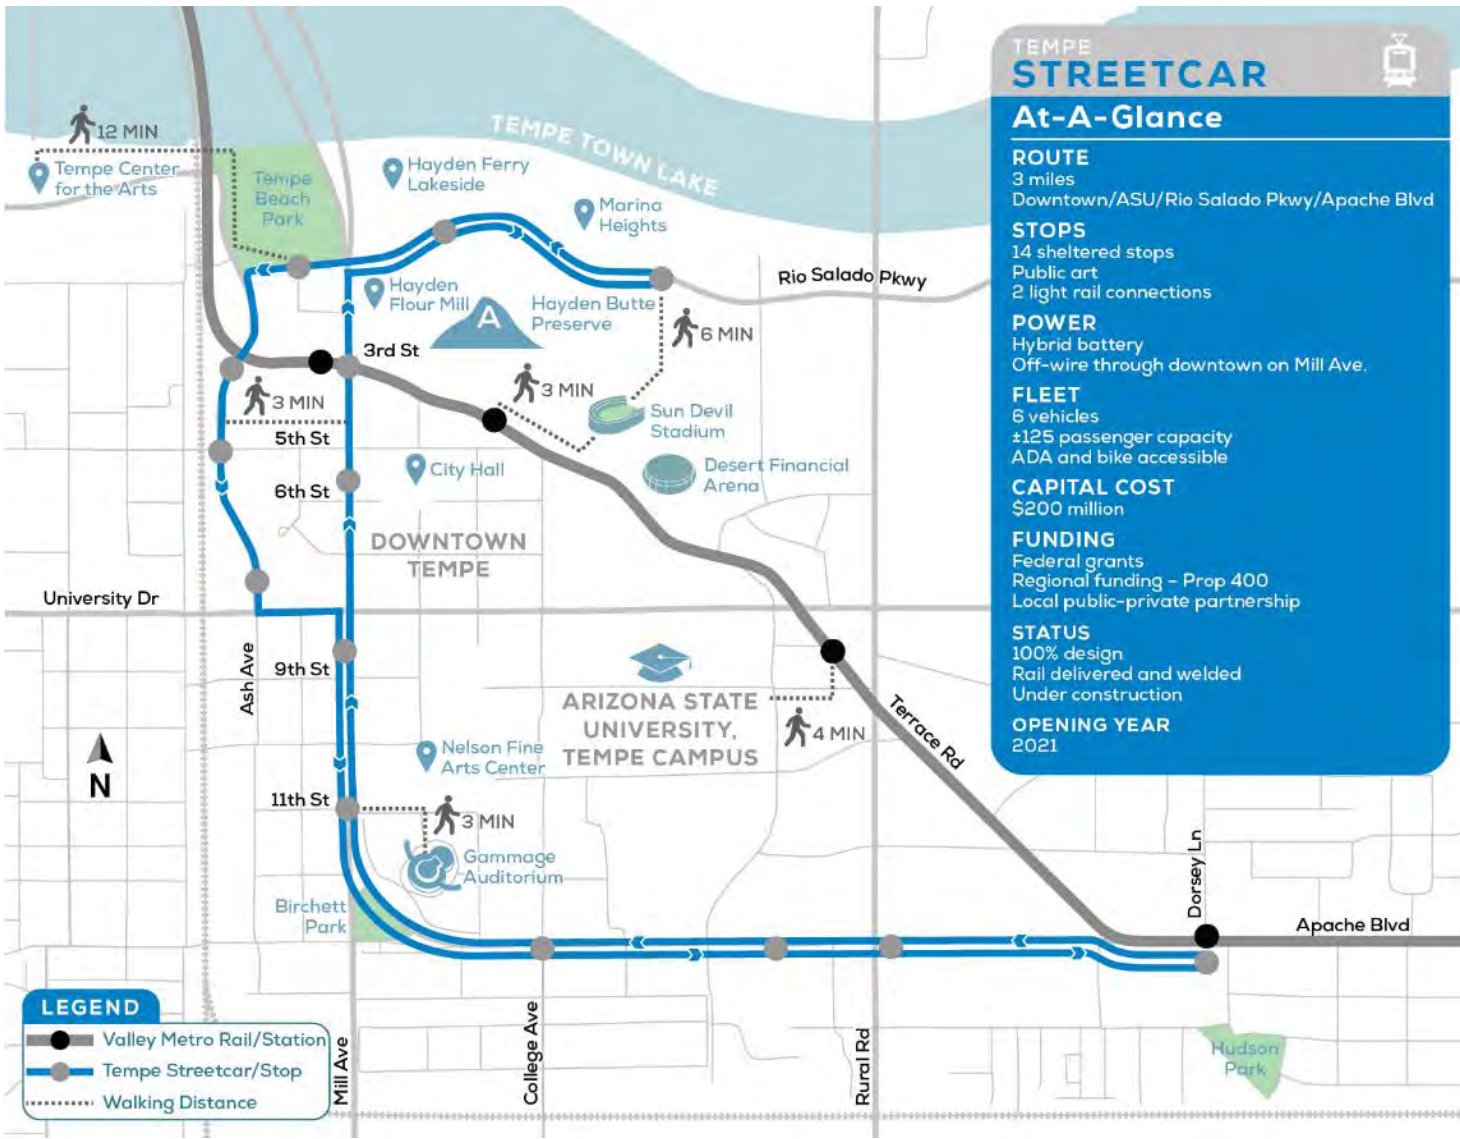 12 MIN
Tempe Center
for the Arts
Tempe
Beach
Park
TEMPE TOWN LAKE
Hayden Ferry
Lakeside
Marina
Heights
Hayden
Flour Mill
A
Hayden Butte
Preserve
Rio Salado Pkwy
6 MIN
3rd St
3 MIN
3 MIN
Sun Devil
Stadium
5th St
City Hall
Desert Financial
Arena
6th St
DOWNTOWN
TEMPE
University Dr
Ash Ave
9th St
ARIZONA STATE
UNIVERSITY,
TEMPE CAMPUS
4 MIN
Terrace Rd
N
Nelson Fine
Arts Center
11th St
3 MIN
Gammage
Auditorium
Birchett
Park
Dorsey Ln
Apache Blvd
Mill Ave
College Ave
Rural Rd
Hudson
Park
LEGEND
Valley Metro Rail/Station
Tempe Streetcar/Stop
Walking Distance
TEMPE
STREETCAR
At-A-Glance
ROUTE
3 miles
Downtown/ASU/Rio Salado Pkwy/Apache Blvd
STOPS
14 sheltered stops
Public art
2 light rail connections
POWER
Hybrid battery
Off-wire through downtown on Mill Ave.
FLEET
6 vehicles
±125 passenger capacity
ADA and bike accessible
CAPITAL COST
$200 million
FUNDING
Federal grants
Regional funding – Prop 400
Local public-private partnership
STATUS
100% design
Rail delivered and welded
Under construction
OPENING YEAR
2021